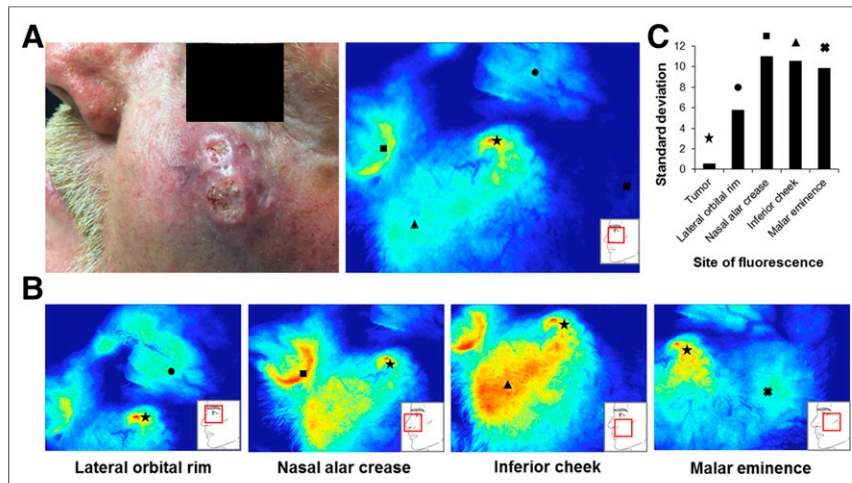 A
C
Standard deviation
12
10
8
6
4
2
0
Tumor
Lateral orbital rim
Nasal alar crease
Inferior cheek
Malar eminence
Site of fluorescence
B
Lateral orbital rim
Nasal alar crease
Inferior cheek
Malar eminence